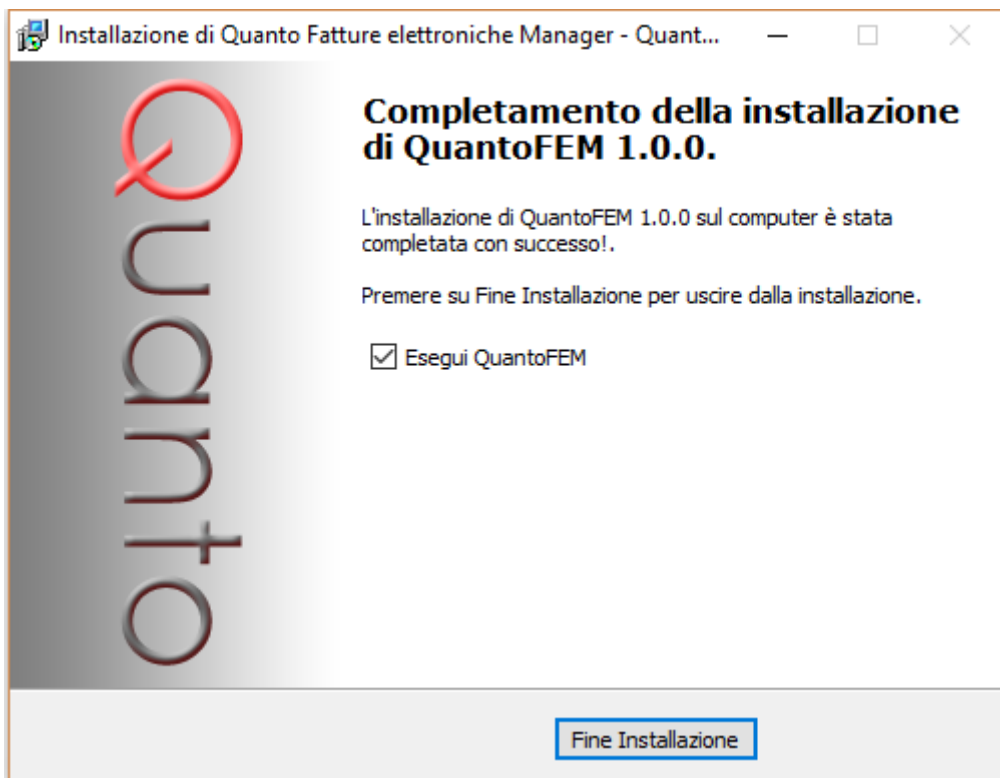 Installazione di Quanto Fatture elettroniche Manager - Quant...
Quanto
Completamento della installazione
di QuantoFEM 1.0.0.
L'installazione di QuantoFEM 1.0.0 sul computer è stata
completata con successo!.
Premere su Fine Installazione per uscire dalla installazione.
Esegui QuantoFEM
Fine Installazione